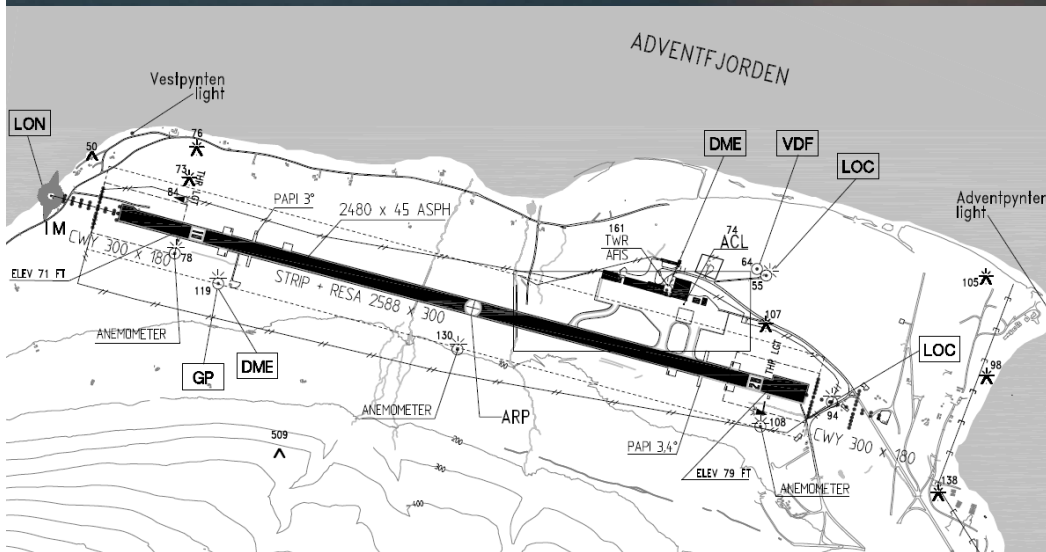 ADVENTFJORDEN
Vestpynten
light
LON
50
76
73
84
THR LGT
PAPI 3°
2480 x 45 ASPH
DME
VDF
LOC
Adventpynten
light
161
TWR
AFIS
74
ACL
64
55
105
IM
CWY 300 x 180
78
ELEV 71 FT
119
STRIP + RESA 2588 x 300
107
ANEMOMETER
130
THR LGT
LOC
98
GP
DME
94
ANEMOMETER
ARP
108
CWY 300 x 180
509
200
300
400
PAPI 3,4°
ELEV 79 FT
ANEMOMETER
138